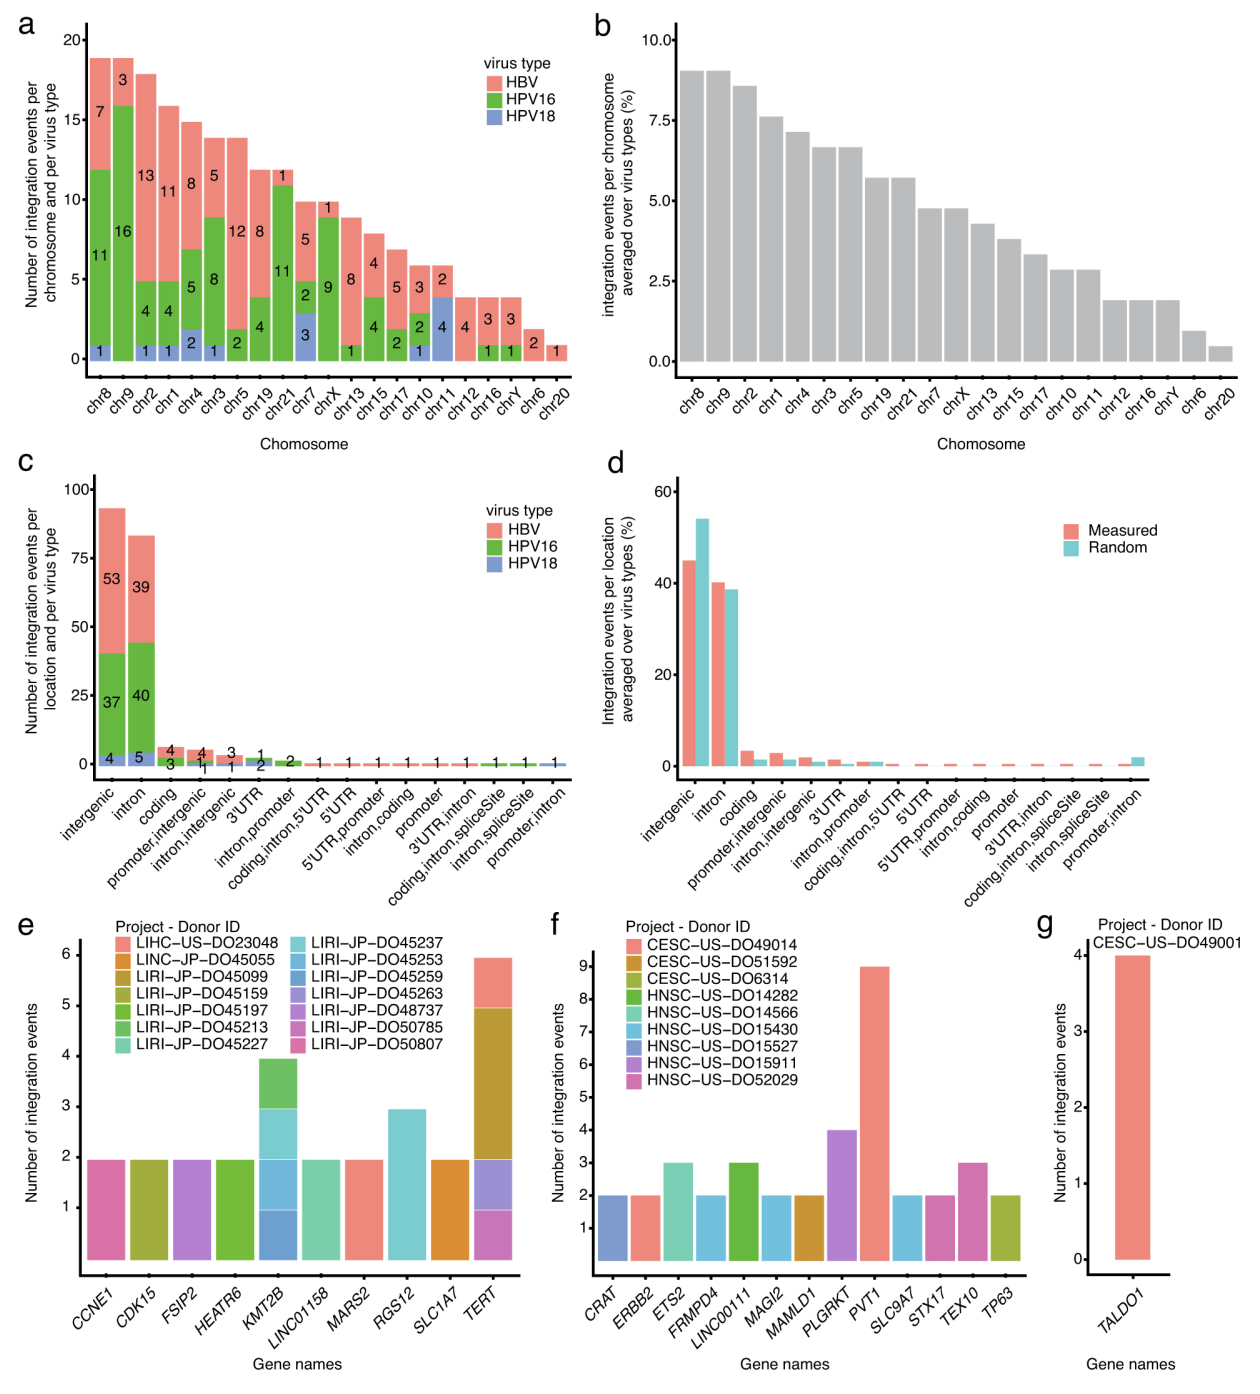 a
Number of integration events per
chromosome and per virus type
20
15
10
5
0
virus type
HBV
HPV16
HPV18
7 3 13 11 8 5 12 8 1 5 1 8 4 5 3 2 4 3 3 2 1
11 16 4 4 5 8 2 4 11 2 9 1 4 2 2 1 1
1 1 1 2 1 3 1 4
chr8 chr9 chr2 chr1 chr4 chr3 chr5 chr19 chr21 chr7 chrX chr13 chr15 chr17 chr10 chr11 chr12 chr16 chrY chr6 chr20
Chomosome
b
integration events per chromosome
averaged over virus types (%)
10.0
7.5
5.0
2.5
0.0
chr8 chr9 chr2 chr1 chr4 chr3 chr5 chr19 chr21 chr7 chrX chr13 chr15 chr17 chr10 chr11 chr12 chr16 chrY chr6 chr20
Chomosome
c
Number of integration events per
location and per virus type
100
75
50
25
0
virus type
HBV
HPV16
HPV18
53 39 4 4 3 1 2 1 1 1 1 1 1 1 1 1
37 40 3 1 1 2
4 5 1
intergenic
intron
coding
promoter,intergenic
intron,intergenic
3'UTR
intron,promoter
coding,intron,5'UTR
5'UTR
5'UTR,promoter
intron,coding
promoter
3'UTR,intron
coding,intron,spliceSite
intron,spliceSite
promoter,intron
d
Integration events per location
averaged over virus types (%)
60
40
20
0
Measured
Random
intergenic
intron
coding
promoter,intergenic
intron,intergenic
3'UTR
intron,promoter
coding,intron,5'UTR
5'UTR
5'UTR,promoter
intron,coding
promoter
3'UTR,intron
coding,intron,spliceSite
intron,spliceSite
promoter,intron
e
Number of integration events
6
5
4
3
2
1
Project - Donor ID
LIHC−US−DO23048
LINC−JP−DO45055
LIRI−JP−DO45099
LIRI−JP−DO45159
LIRI−JP−DO45197
LIRI−JP−DO45213
LIRI−JP−DO45227
LIRI−JP−DO45237
LIRI−JP−DO45253
LIRI−JP−DO45259
LIRI−JP−DO45263
LIRI−JP−DO48737
LIRI−JP−DO50785
LIRI−JP−DO50807
CCNE1 CDK15 FSIP2 HEATR6 KMT2B LINC01158 MARS2 RGS12 SLC1A7 TERT
Gene names
f
Number of integration events
9
8
7
6
5
4
3
2
1
Project - Donor ID
CESC−US−DO49014
CESC−US−DO51592
CESC−US−DO6314
HNSC−US−DO14282
HNSC−US−DO14566
HNSC−US−DO15430
HNSC−US−DO15527
HNSC−US−DO15911
HNSC−US−DO52029
CRAT ERBB2 ETS2 FRMPD4 LINC00111 MAGI2 MAMLD1 PLGRKT PVT1 SLC9A7 STX17 TEX10 TP63
Gene names
g
Project - Donor ID
CESC−US−DO49001
Number of integration events
4
3
2
1
0
TALDO1
Gene names